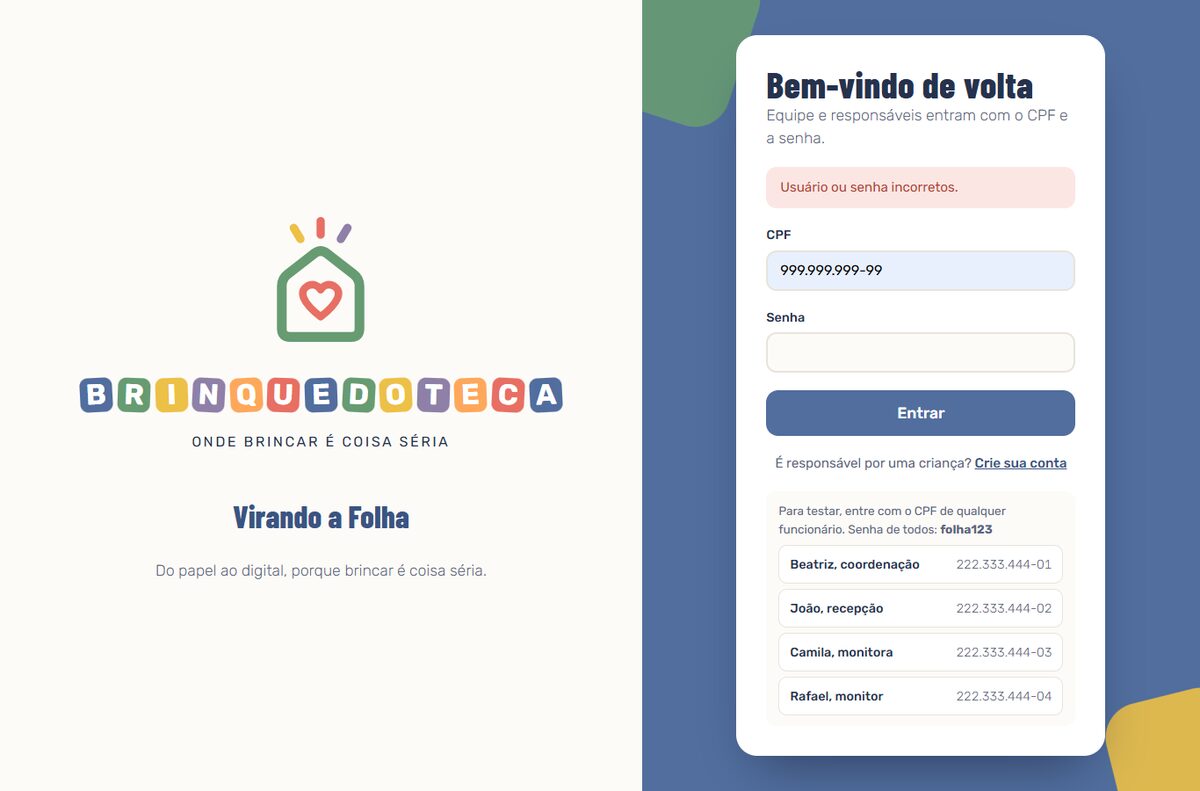 BRINQUEDOTECA
ONDE BRINCAR É COISA SÉRIA
Virando a Folha
Do papel ao digital, porque brincar é coisa séria.
Bem-vindo de volta
Equipe e responsáveis entram com o CPF e
a senha.
Usuário ou senha incorretos.
CPF
999.999.999-99
Senha
Entrar
É responsável por uma criança? Crie sua conta
Para testar, entre com o CPF de qualquer
funcionário. Senha de todos: folha123
Beatriz, coordenação 222.333.444-01
João, recepção 222.333.444-02
Camila, monitora 222.333.444-03
Rafael, monitor 222.333.444-04